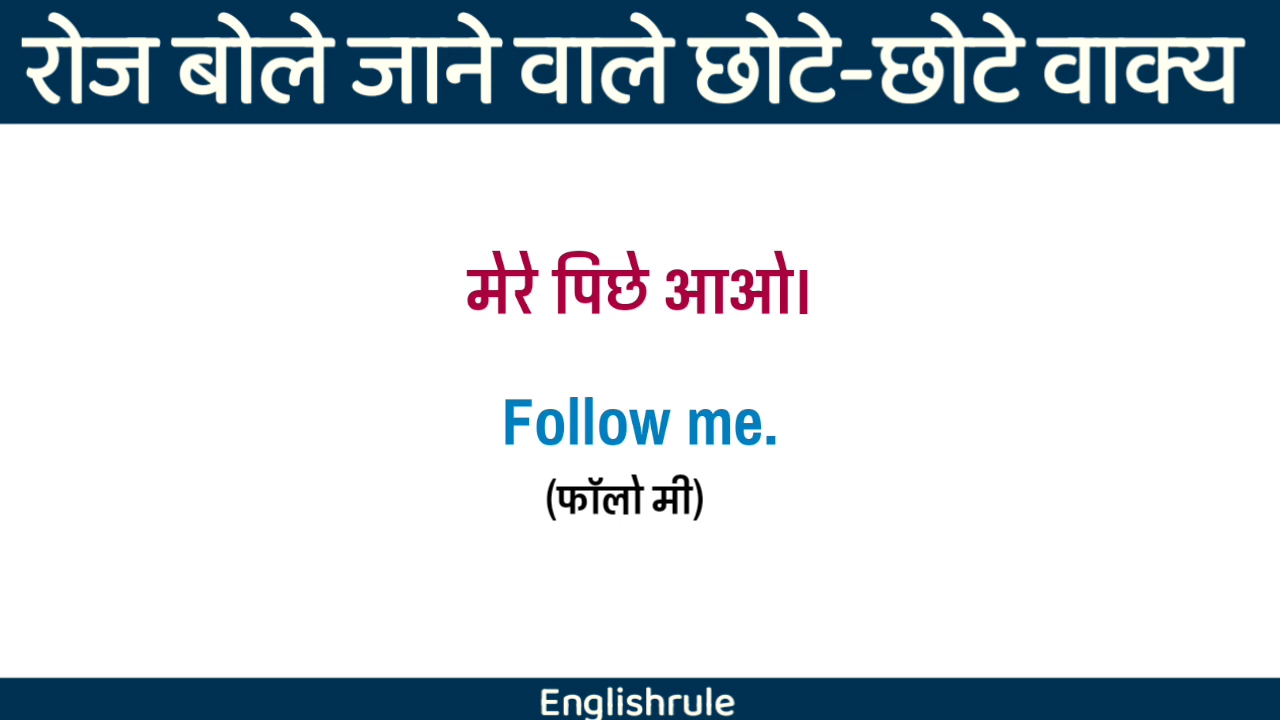 रोज बोले जाने वाले छोटे-छोटे वाक्य
मेरे पिछे आओ।
Follow me.
(फॉलो मी)
Englishrule